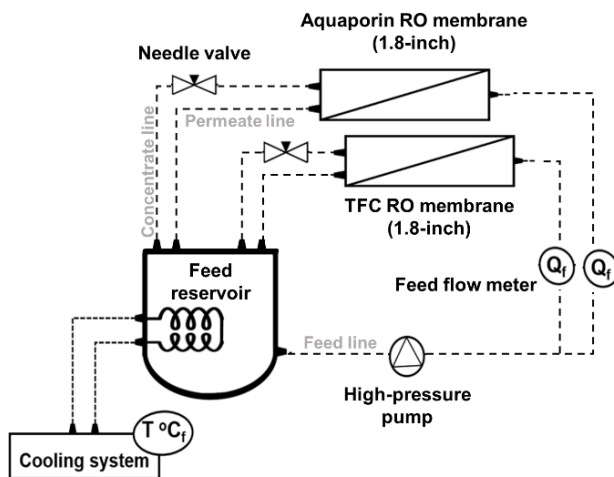 Aquaporin RO membrane
(1.8-inch)
Needle valve
Concentrate line
Permeate line
TFC RO membrane
(1.8-inch)
Feed
reservoir
Feed flow meter
Qf
Qf
Feed line
High-pressure
pump
T ºCf
Cooling system